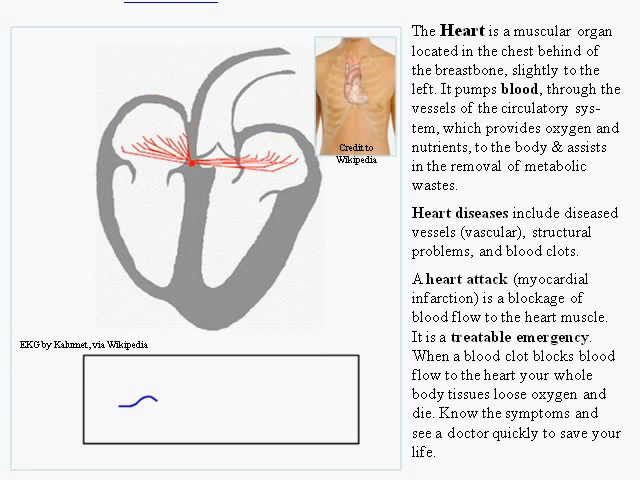 Credit to
Wikipedia
EKG by Kalumet, via Wikipedia
The Heart is a muscular organ
located in the chest behind of
the breastbone, slightly to the
left. It pumps blood, through the
vessels of the circulatory sys-
tem, which provides oxygen and
nutrients, to the body & assists
in the removal of metabolic
wastes.
Heart diseases include diseased
vessels (vascular), structural
problems, and blood clots.
A heart attack (myocardial
infarction) is a blockage of
blood flow to the heart muscle.
It is a treatable emergency.
When a blood clot blocks blood
flow to the heart your whole
body tissues loose oxygen and
die. Know the symptoms and
see a doctor quickly to save your
life.